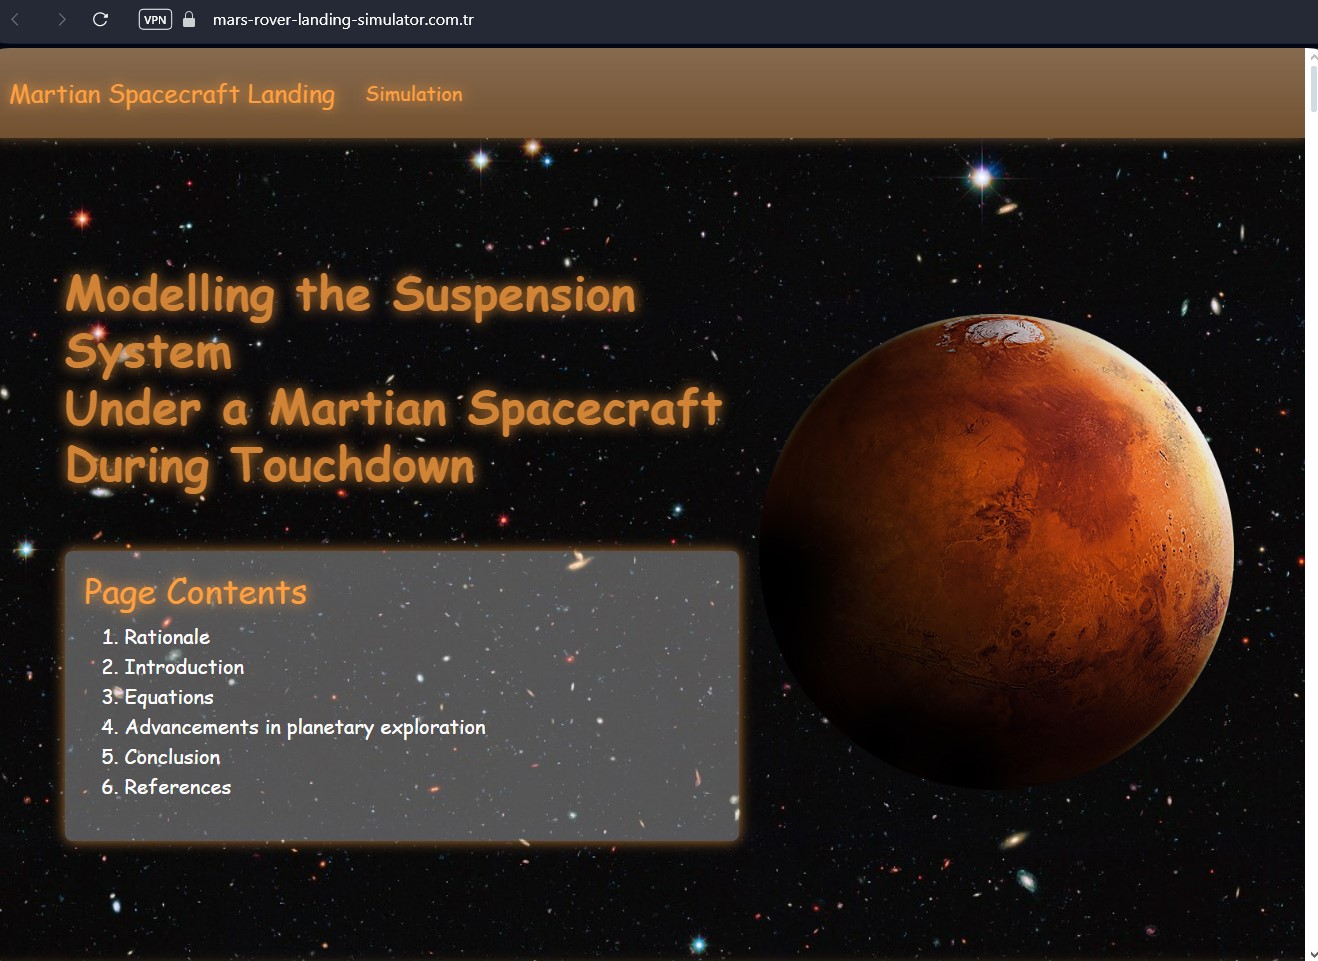 VPN mars-rover-landing-simulator.com.tr
Martian Spacecraft Landing Simulation
Modelling the Suspension
System
Under a Martian Spacecraft
During Touchdown
Page Contents
1. Rationale
2. Introduction
3. Equations
4. Advancements in planetary exploration
5. Conclusion
6. References